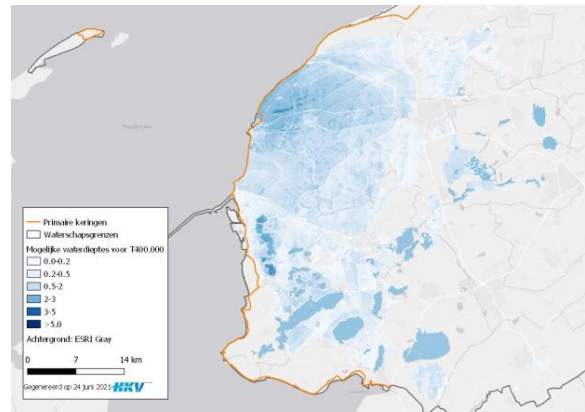 Primaire keringen
Waterschapsgrenzen
Mogelijke waterdieptes voor T400.000
0.0-0.2
0.2-0.5
0.5-2
2-3
3-5
>5.0
Achtergrond: ESRI Gray
0 7 14 km
Gegenereerd op 24 juni 2021 HKV